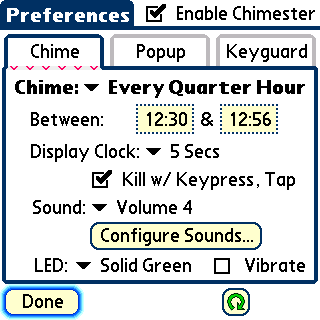 Preferences Enable Chimester
Chime Popup Keyguard
Chime: Every Quarter Hour
Between: 12:30 & 12:56
Display Clock: 5 Secs
Kill w/ Keypress, Tap
Sound: Volume 4
Configure Sounds...
LED: Solid Green Vibrate
Done